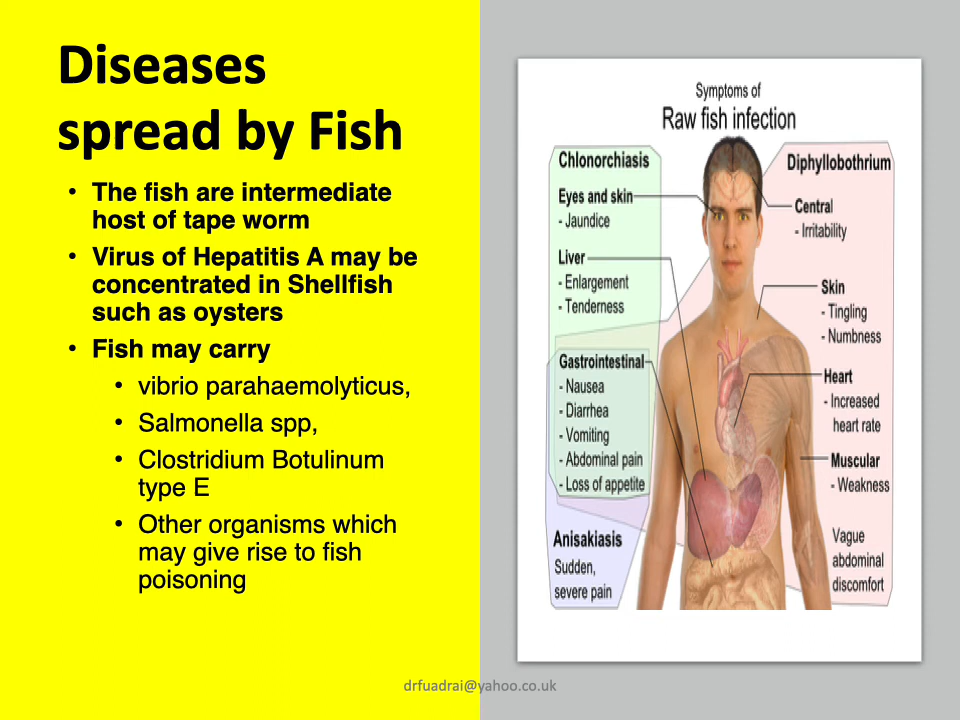 Diseases
spread by Fish
• The fish are intermediate
host of tape worm
• Virus of Hepatitis A may be
concentrated in Shellfish
such as oysters
• Fish may carry
• vibrio parahaemolyticus,
• Salmonella spp,
• Clostridium Botulinum
type E
• Other organisms which
may give rise to fish
poisoning
Symptoms of
Raw fish infection
Chlonorchiasis
Eyes and skin
- Jaundice
Liver
- Enlargement
- Tenderness
Gastrointestinal
- Nausea
- Diarrhea
- Vomiting
- Abdominal pain
- Loss of appetite
Anisakiasis
Sudden,
severe pain
Diphyllobothrium
Central
- Irritability
Skin
- Tingling
- Numbness
Heart
- Increased
heart rate
Muscular
- Weakness
Vague
abdominal
discomfort
drfuadrai@yahoo.co.uk